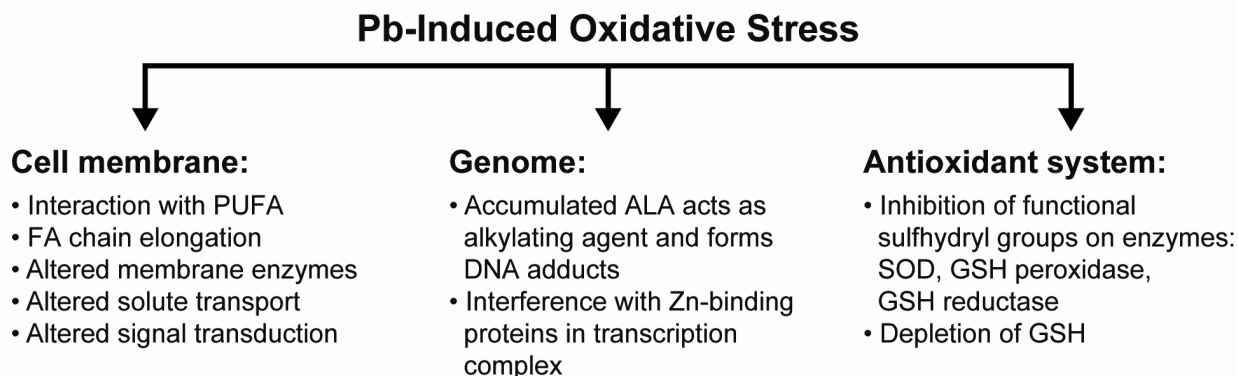 Pb-Induced Oxidative Stress
Cell membrane:
• Interaction with PUFA
• FA chain elongation
• Altered membrane enzymes
• Altered solute transport
• Altered signal transduction
Genome:
• Accumulated ALA acts as
alkylating agent and forms
DNA adducts
• Interference with Zn-binding
proteins in transcription
complex
Antioxidant system:
• Inhibition of functional
sulfhydryl groups on enzymes:
SOD, GSH peroxidase,
GSH reductase
• Depletion of GSH